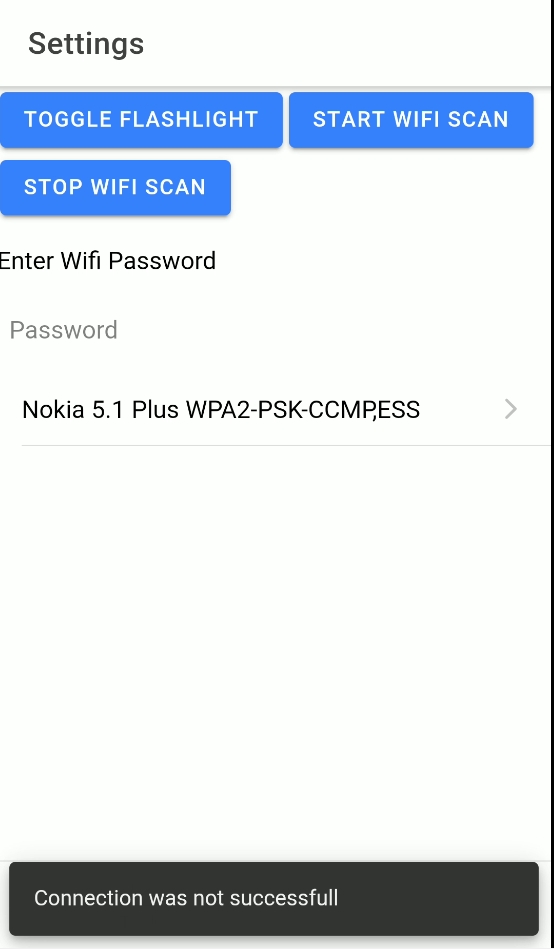 Settings
TOGGLE FLASHLIGHT START WIFI SCAN
STOP WIFI SCAN
Enter Wifi Password
Password
Nokia 5.1 Plus WPA2-PSK-CCMP,ESS
Connection was not successfull